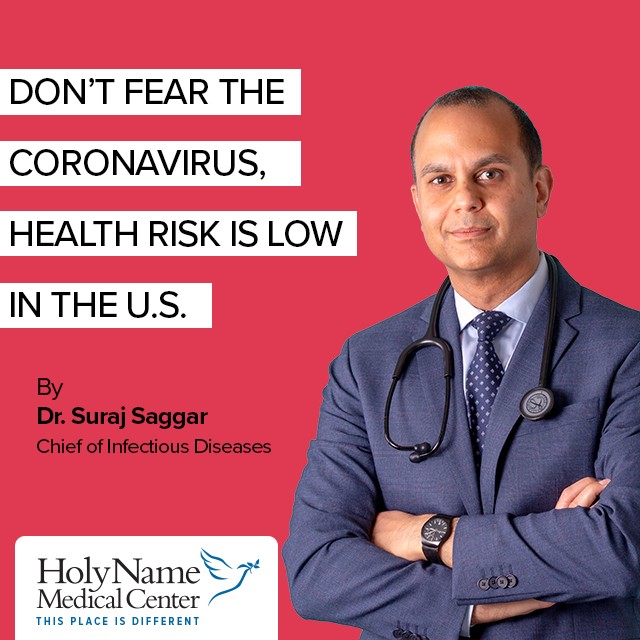 DON'T FEAR THE
CORONAVIRUS,
HEALTH RISK IS LOW
IN THE U.S.
By
Dr. Suraj Saggar
Chief of Infectious Diseases
Holy Name
Medical Center
THIS PLACE IS DIFFERENT